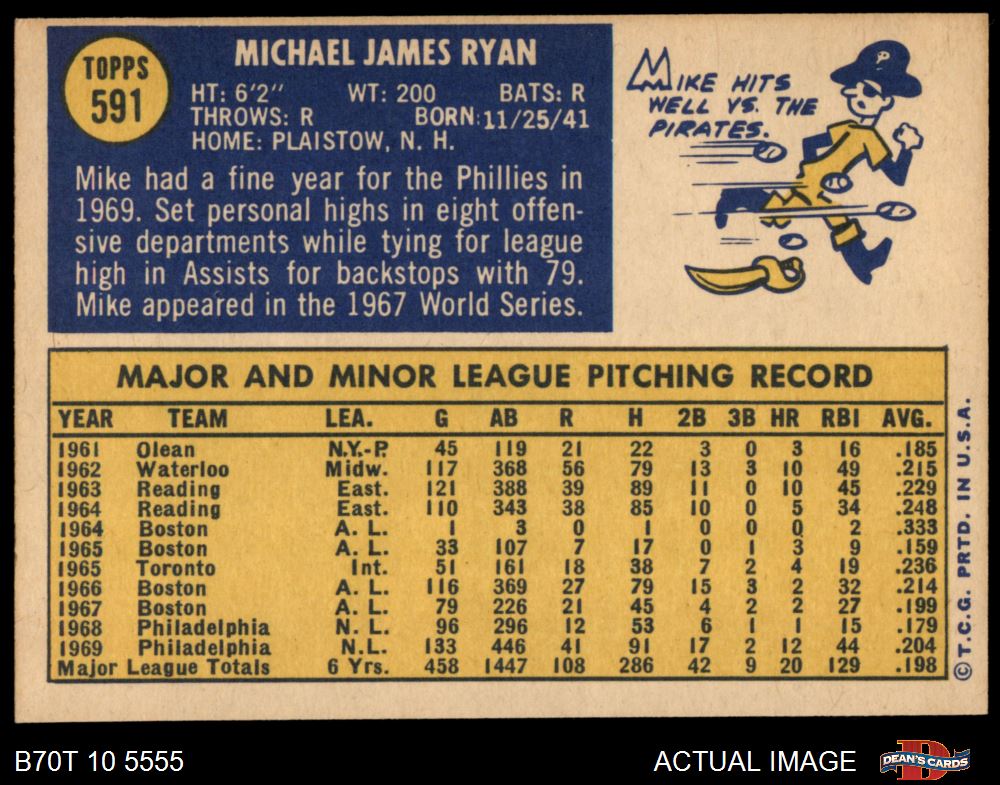 TOPPS
591
MICHAEL JAMES RYAN
HT: 6'2" WT: 200 BATS: R
THROWS: R BORN: 11/25/41
HOME: PLAISTOW, N. H.
Mike had a fine year for the Phillies in
1969. Set personal highs in eight offen-
sive departments while tying for league
high in Assists for backstops with 79.
Mike appeared in the 1967 World Series.
MIKE HITS
WELL VS. THE
PIRATES.
P
MAJOR AND MINOR LEAGUE PITCHING RECORD
YEAR TEAM LEA. G AB R H 2B 3B HR RBI AVG.
1961 Olean N.Y.-P. 45 119 21 22 3 0 3 16 .185
1962 Waterloo Midw. 117 368 56 79 13 3 10 49 .215
1963 Reading East. 121 388 39 89 11 0 10 45 .229
1964 Reading East. 110 343 38 85 10 0 5 34 .248
1964 Boston A. L. 1 3 0 1 0 0 0 2 .333
1965 Boston A. L. 33 107 7 17 0 1 3 9 .159
1965 Toronto Int. 51 161 18 38 7 2 4 19 .236
1966 Boston A. L. 116 369 27 79 15 3 2 32 .214
1967 Boston A. L. 79 226 21 45 4 2 2 27 .199
1968 Philadelphia N. L. 96 296 12 53 6 1 1 15 .179
1969 Philadelphia N.L. 133 446 41 91 17 2 12 44 .204
Major League Totals 6 Yrs. 458 1447 108 286 42 9 20 129 .198
© T.C.G. PRTD. IN U.S.A.
B70T 10 5555
ACTUAL IMAGE
D
DEAN'S CARDS